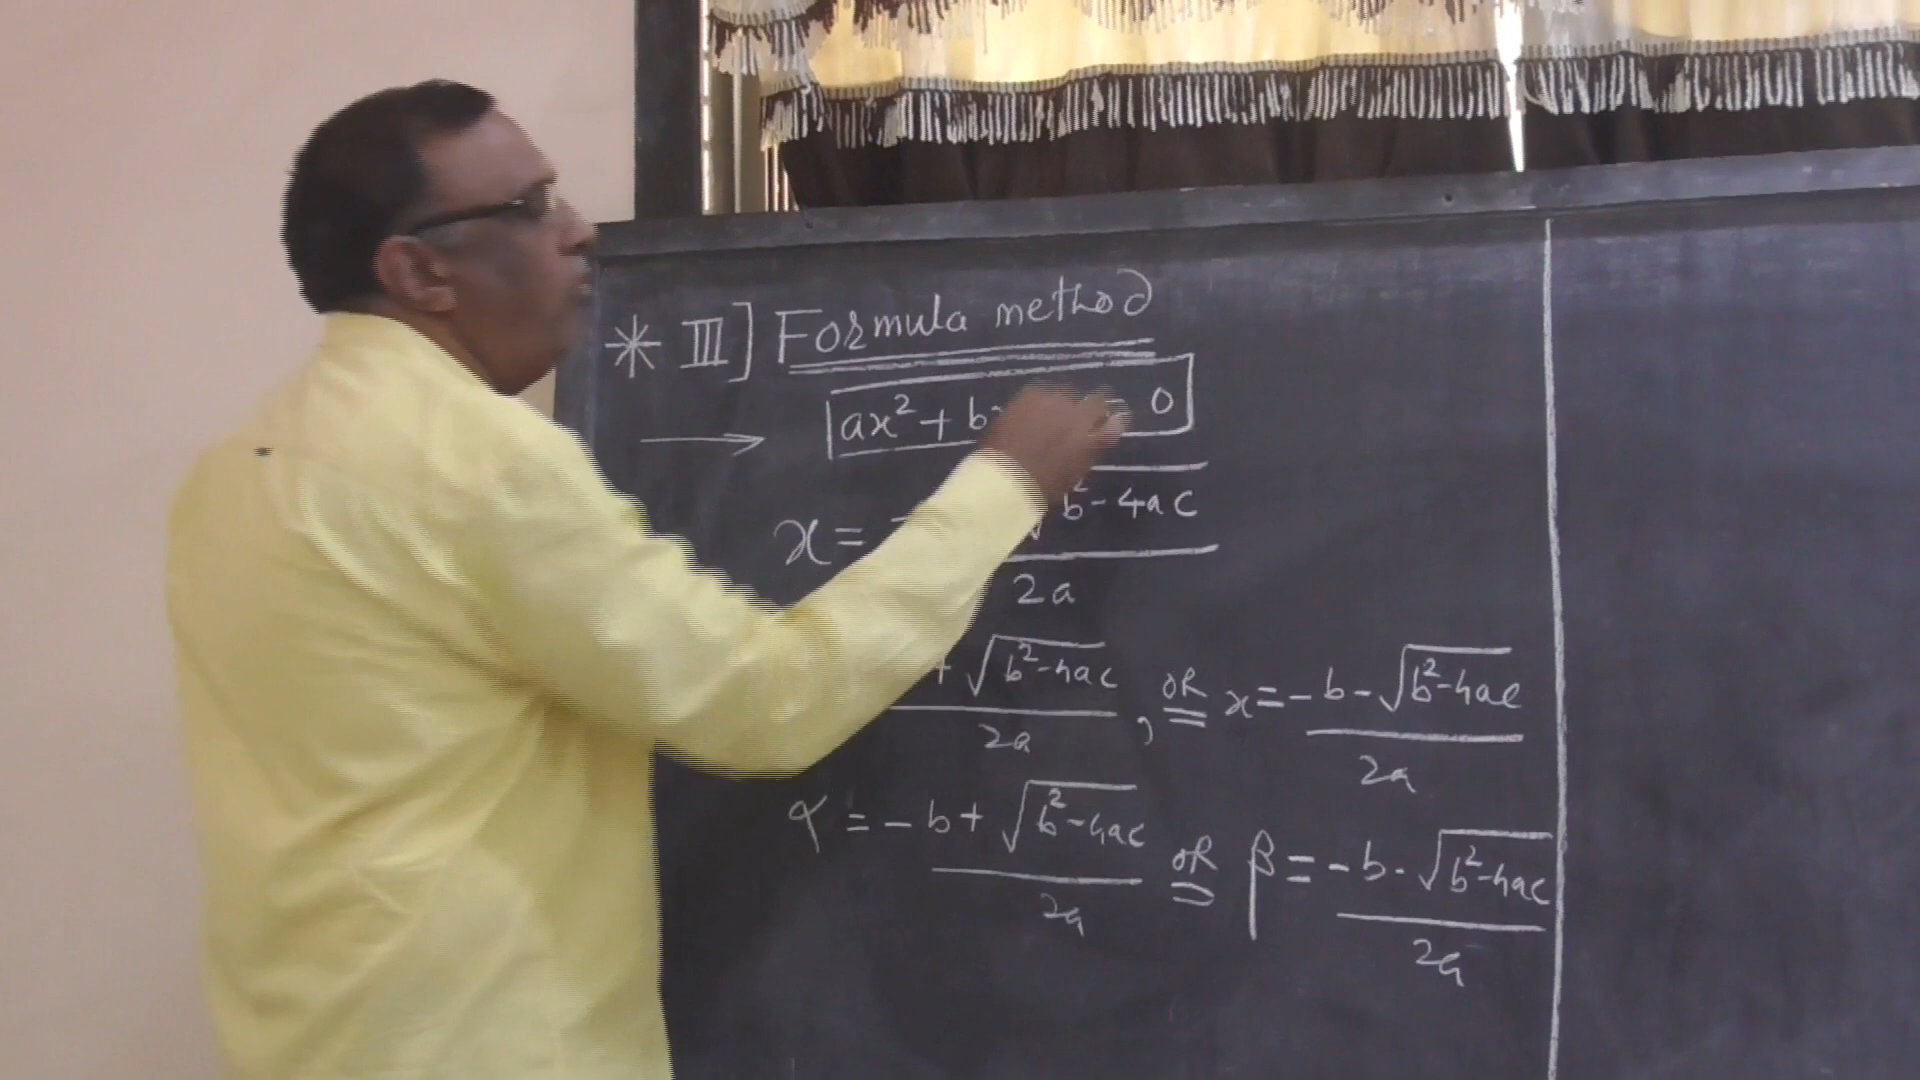 * III] Formula method
ax² + b = 0
x = √b²-4ac
2a
+ √b²-4ac , OR x = -b-√b²-4ac
2a 2a
α = -b+√b²-4ac OR β = -b-√b²-4ac
2a 2a